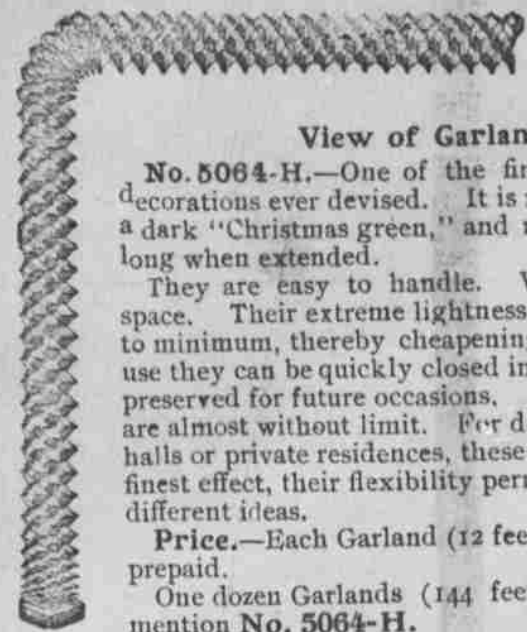 View of Garlan
No. 5064-H.—One of the fin
decorations ever devised. It is
a dark "Christmas green," and
long when extended.
They are easy to handle.
space. Their extreme lightness
to minimum, thereby cheapening
use they can be quickly closed in
preserved for future occasions.
are almost without limit. For d
halls or private residences, these
finest effect, their flexibility per
different ideas.
Price.—Each Garland (12 fee
prepaid.
One dozen Garlands (144 fee
mention No. 5064-H.